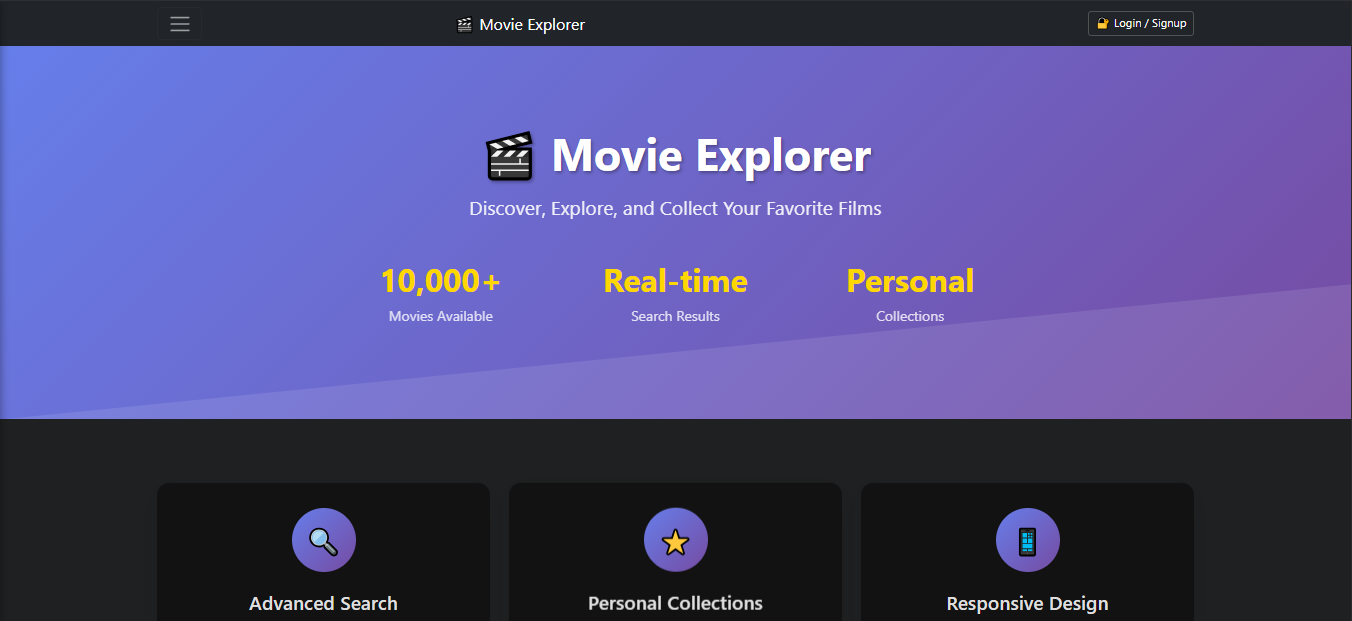 Movie Explorer
Login / Signup
Movie Explorer
Discover, Explore, and Collect Your Favorite Films
10,000+
Movies Available
Real-time
Search Results
Personal
Collections
Advanced Search
Personal Collections
Responsive Design